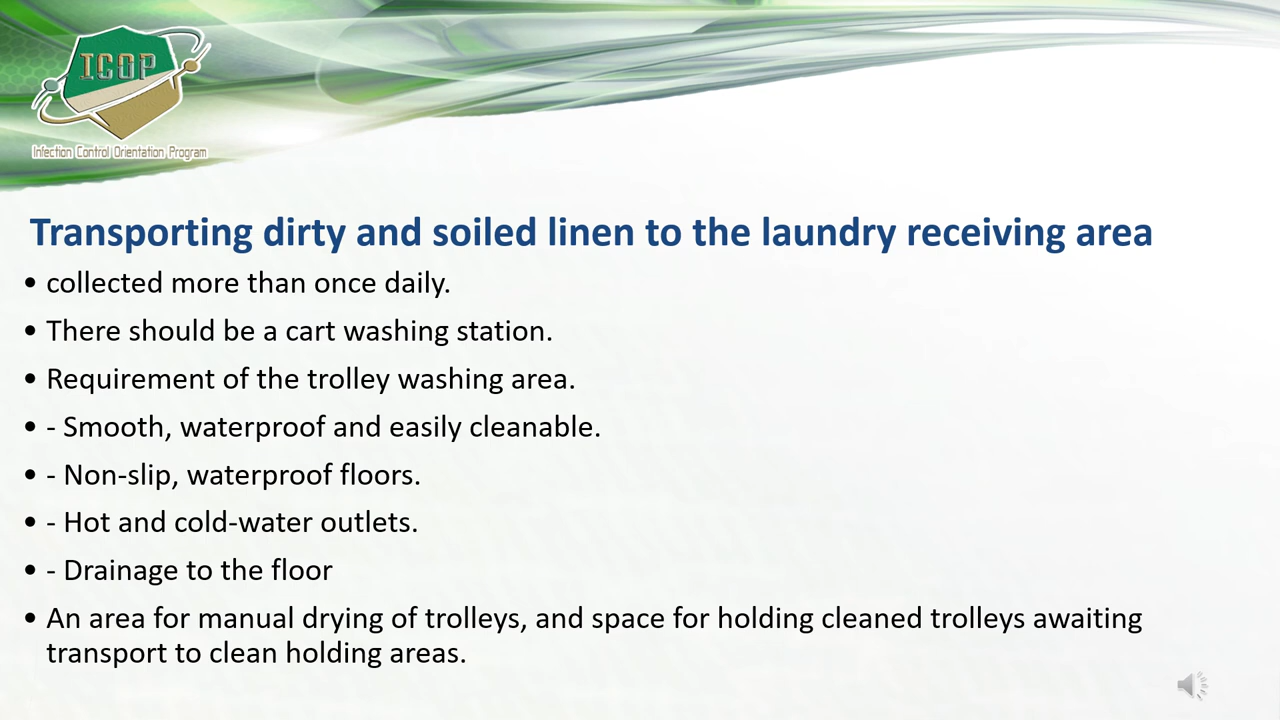 ICOP
Infection Control Orientation Program
Transporting dirty and soiled linen to the laundry receiving area
• collected more than once daily.
• There should be a cart washing station.
• Requirement of the trolley washing area.
• - Smooth, waterproof and easily cleanable.
• - Non-slip, waterproof floors.
• - Hot and cold-water outlets.
• - Drainage to the floor
• An area for manual drying of trolleys, and space for holding cleaned trolleys awaiting
transport to clean holding areas.